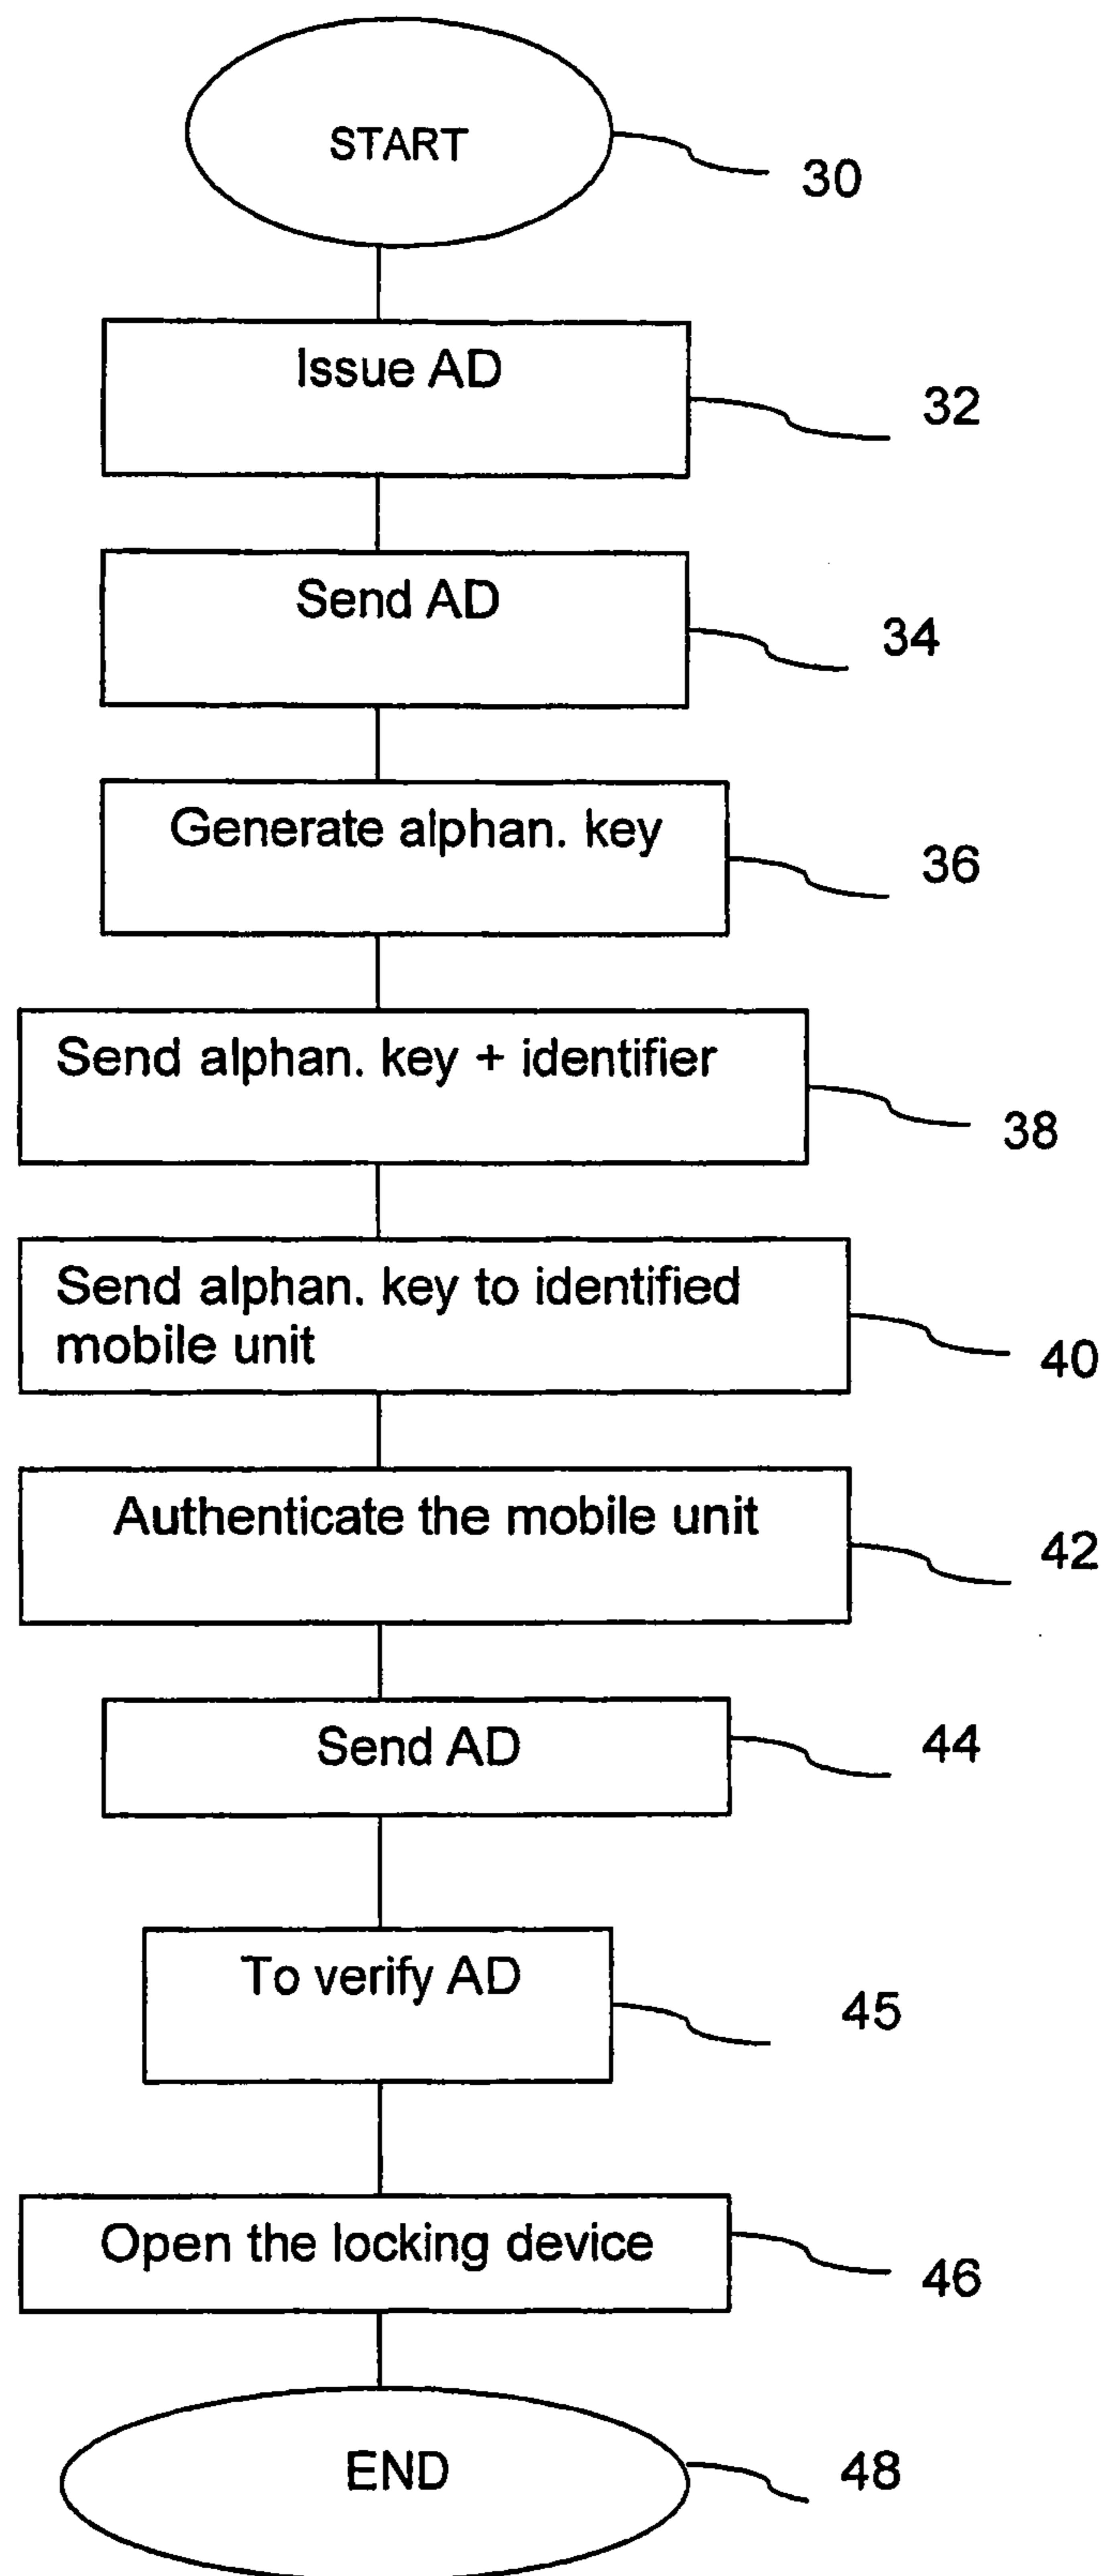 START
30
Issue AD
32
Send AD
34
Generate alphan. key
36
Send alphan. key + identifier
38
Send alphan. key to identified
mobile unit
40
Authenticate the mobile unit
42
Send AD
44
To verify AD
45
Open the locking device
46
END
48